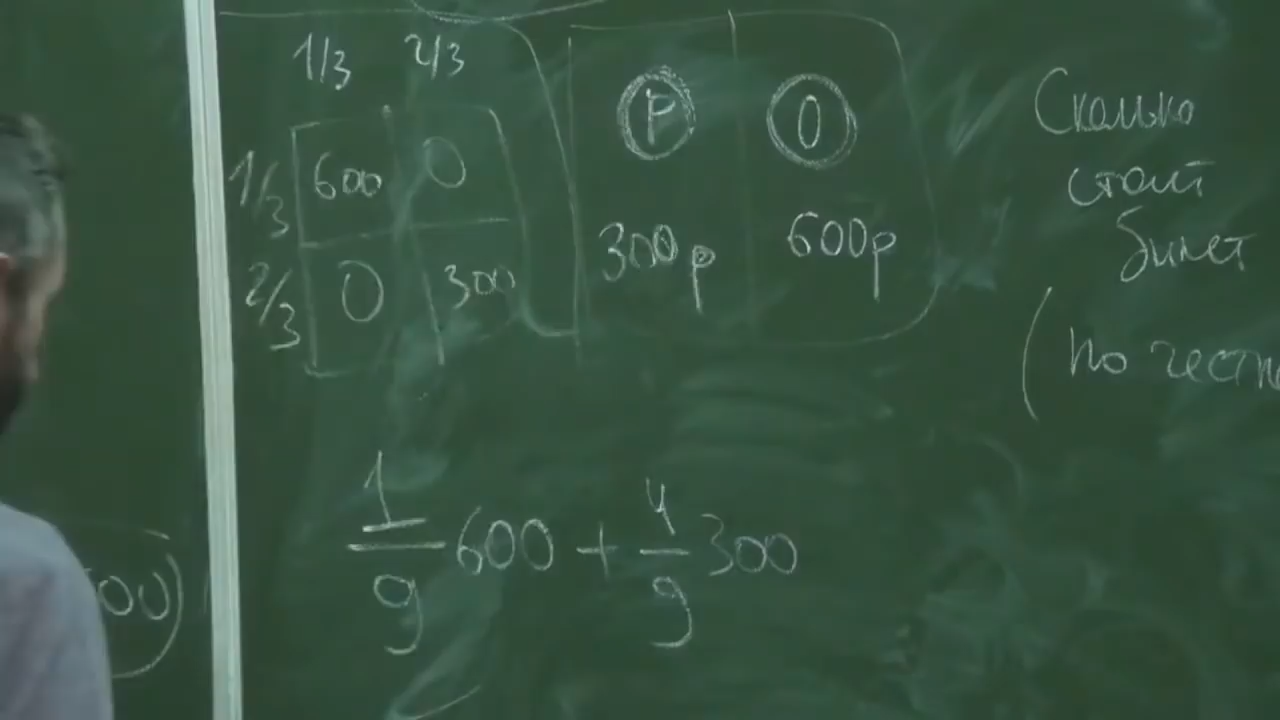 1/3 2/3
1/3 600 0
2/3 0 300
Р О
300р 600р
Сколько
стоит
билет
(по честн
1/9 600 + 4/9 300
00)